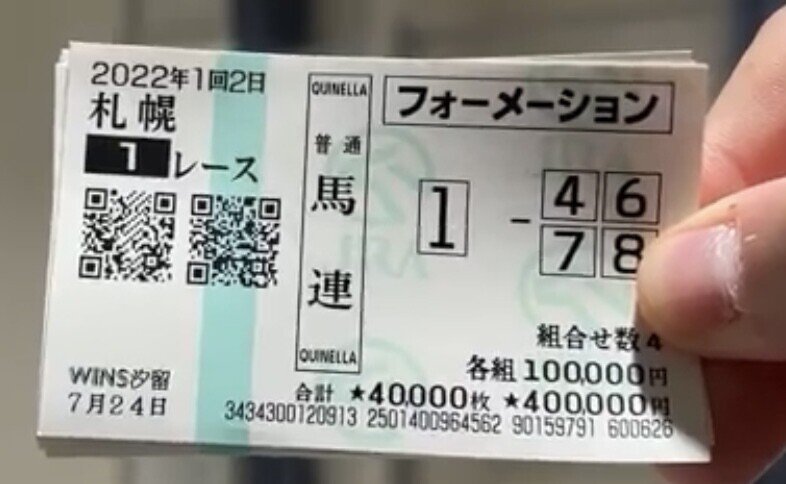 2022年1回2日
札幌
1レース
WINS汐留
7月24日
QUINELLA
普通
馬連
QUINELLA
フォーメーション
1 - 4 6
7 8
組合せ数4
各組100,000円
合計 ★40,000枚 ★400,000円
3434300120913 2501400964562 90159791 600626